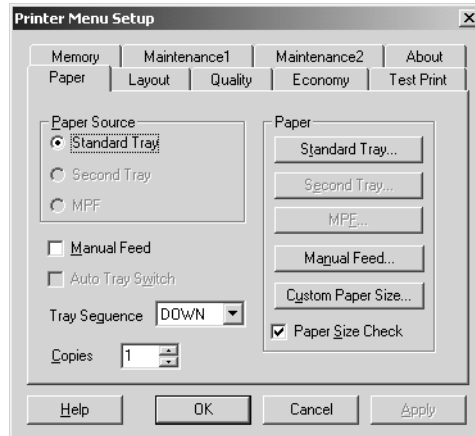 Printer Menu Setup
Memory Maintenance1 Maintenance2 About
Paper Layout Quality Economy Test Print
Paper Source
Standard Tray
Second Tray
MPF
Manual Feed
Auto Tray Switch
Tray Sequence DOWN
Copies 1
Paper
Standard Tray...
Second Tray...
MPF...
Manual Feed...
Custom Paper Size...
Paper Size Check
Help OK Cancel Apply